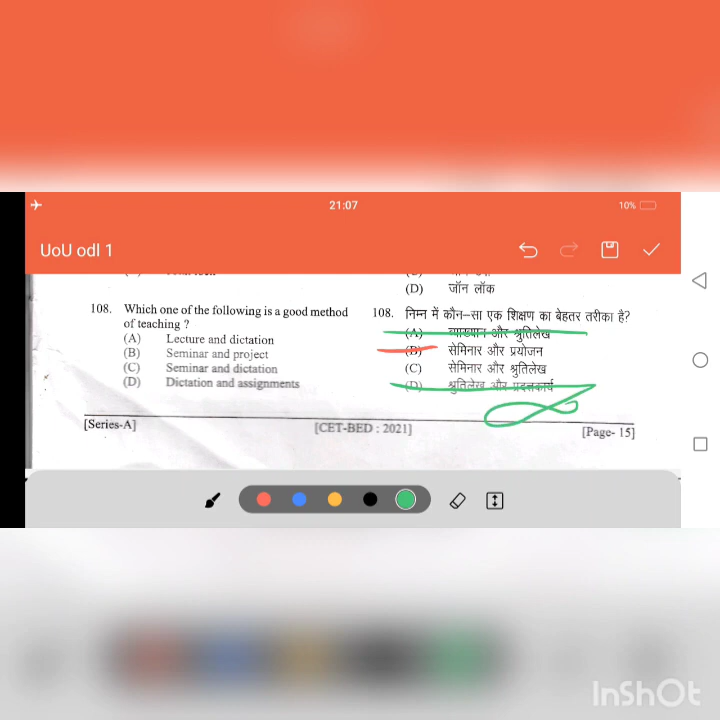 21:07
10%
UoU odl 1
(D) जॉन लॉक
108. Which one of the following is a good method
of teaching ?
(A) Lecture and dictation
(B) Seminar and project
(C) Seminar and dictation
(D) Dictation and assignments
108. निम्न में कौन-सा एक शिक्षण का बेहतर तरीका है?
(A) व्याख्यान और श्रुतिलेख
(B) सेमिनार और प्रयोजन
(C) सेमिनार और श्रुतिलेख
(D) श्रुतिलेख और प्रदत्तकार्य
[Series-A]
[CET-BED : 2021]
[Page- 15]
InShOt